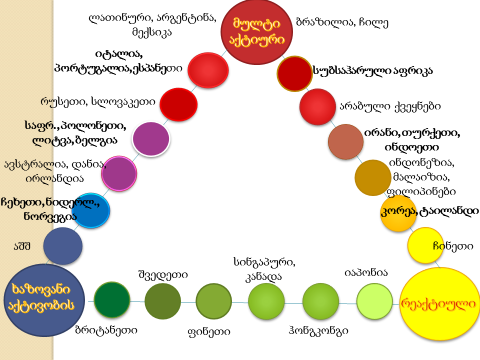 ლათინური, არგენტინა,
მექსიკა
მულტი
აქტიური
ბრაზილია, ჩილე
იტალია,
პორტუგალია,ესპანეთი
სუბსაჰარული აფრიკა
რუსეთი, სლოვაკეთი
არაბული ქვეყნები
საფრ.,პოლონეთი,
ლიტვა,ბელგია
ირანი,თურქეთი,
ინდოეთი
ავსტრალია, დანია,
ირლანდია
ინდონეზია,
მალაიზია,
ფილიპინები
ჩეხეთი,ნიდერლ.,
ნორვეგია
კორეა,ტაილანდი
აშშ
ჩინეთი
ხაზოვანი
აქტივობის
ბრიტანეთი
შვედეთი
ფინეთი
სინგაპური,
კანადა
ჰონგკონგი
იაპონია
რეაქტიული